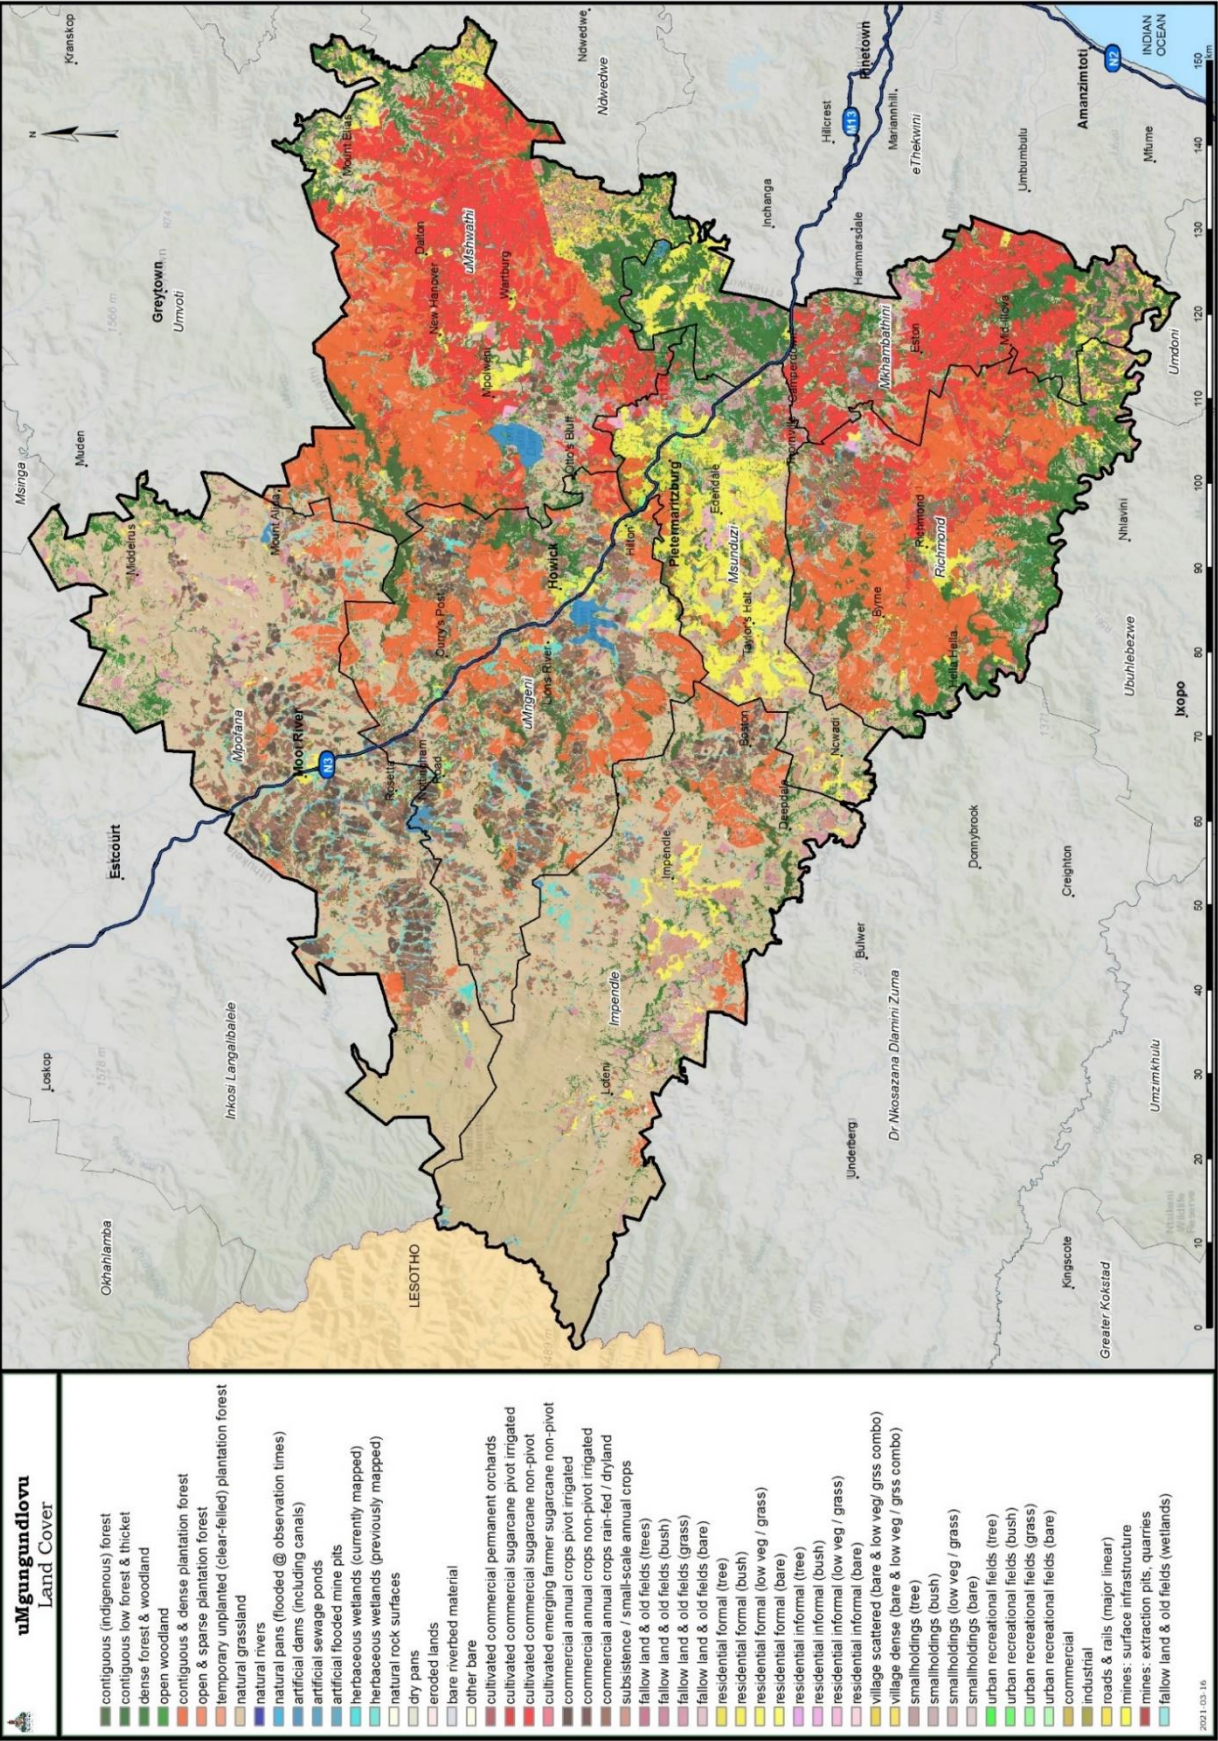 uMgungundlovu
Land Cover
contiguous (indigenous) forest
contiguous low forest & thicket
dense forest & woodland
open woodland
contiguous & dense plantation forest
open & sparse plantation forest
temporary unplanted (clear-felled) plantation forest
natural grassland
natural rivers
natural pans (flooded @ observation times)
artificial dams (including canals)
artificial sewage ponds
artificial flooded mine pits
herbaceous wetlands (currently mapped)
herbaceous wetlands (previously mapped)
natural rock surfaces
dry pans
eroded lands
bare riverbed material
other bare
cultivated commercial permanent orchards
cultivated commercial sugarcane pivot irrigated
cultivated commercial sugarcane non-pivot
cultivated emerging farmer sugarcane non-pivot
commercial annual crops pivot irrigated
commercial annual crops non-pivot irrigated
commercial annual crops rain-fed / dryland
subsistence / small-scale annual crops
fallow land & old fields (trees)
fallow land & old fields (bush)
fallow land & old fields (grass)
fallow land & old fields (bare)
residential formal (tree)
residential formal (bush)
residential formal (low veg / grass)
residential formal (bare)
residential informal (tree)
residential informal (bush)
residential informal (low veg / grass)
residential informal (bare)
village scattered (bare & low veg/ grss combo)
village dense (bare & low veg / grss combo)
smallholdings (tree)
smallholdings (bush)
smallholdings (low veg / grass)
smallholdings (bare)
urban recreational fields (tree)
urban recreational fields (bush)
urban recreational fields (grass)
urban recreational fields (bare)
commercial
industrial
roads & rails (major linear)
mines: surface infrastructure
mines: extraction pits, quarries
fallow land & old fields (wetlands)
2021-03-16
N
Kranskop
Msinga
Muden
Greytown
Umvoti
Loskop
Estcourt
Okhahlamba
Inkosi Langalibalele
LESOTHO
Middelrus
Mount Alida
Mpofana
Mooi River
N3
Rosetta
Nottingham
Road
Curry's Post
Mount Elias
Dalton
uMshwathi
New Hanover
Wartburg
Mpolweni
Otto's Bluff
Howick
Lions River
uMngeni
Hilton
Pietermaritzburg
Edendale
Msunduzi
Taylor's Halt
Boston
Impendle
Impendle
Loteni
Deepdale
Ncwadi
Byrne
Richmond
Richmond
Hella Hella
Thornville
Camperdown
Mkhambathini
Eston
Mid-Illovo
Ndwedwe
Ndwedwe
Inchanga
Hillcrest
M13
Pinetown
Mariannhill
eThekwini
Hammarsdale
Umbumbulu
Amanzimtoti
N2
INDIAN
OCEAN
Mfume
Umdoni
Nhlavini
Ubuhlebezwe
Ixopo
Donnybrook
Creighton
Bulwer
Dr Nkosazana Dlamini Zuma
Underberg
Umzimkhulu
Kingscote
Greater Kokstad
0 10 20 30 40 50 60 70 80 90 100 110 120 130 140 150
km